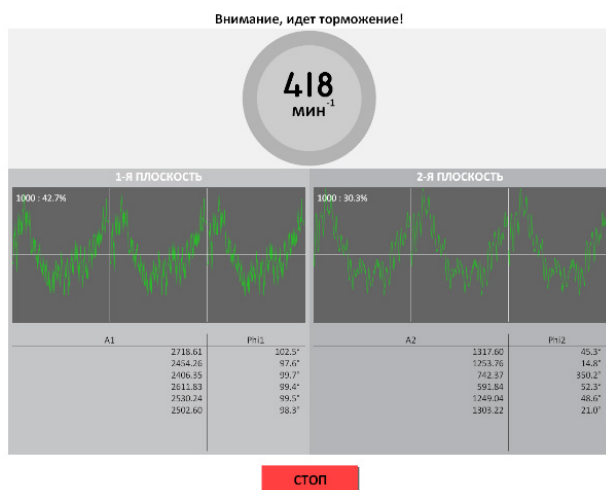 Внимание, идет торможение!
418
мин-1
1-я ПЛОСКОСТЬ 2-я ПЛОСКОСТЬ
1000 : 42.7% 1000 : 30.3%
A1 Phi1 A2 Phi2
2718.61 102.5° 1317.60 45.3°
2454.26 97.6° 1253.76 14.8°
2406.35 99.7° 742.37 350.2°
2611.83 99.4° 591.84 52.3°
2530.24 99.5° 1249.04 48.6°
2502.60 98.3° 1303.22 21.0°
СТОП